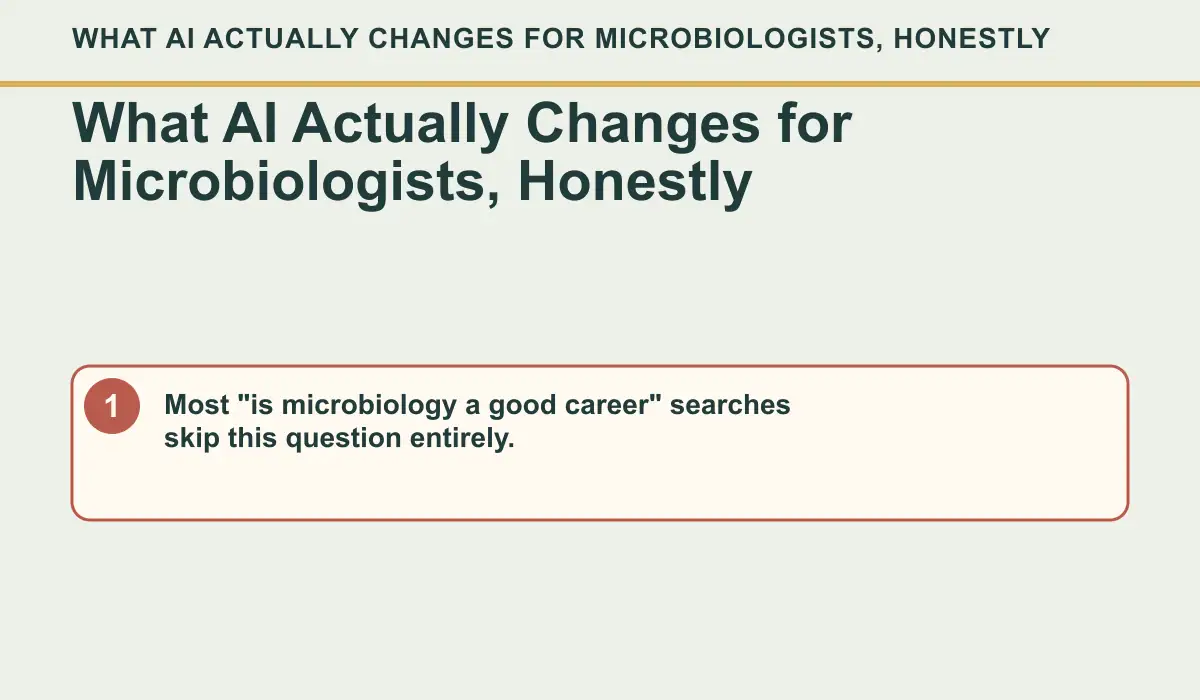 WHAT AI ACTUALLY CHANGES FOR MICROBIOLOGISTS, HONESTLY
What AI Actually Changes for
Microbiologists, Honestly
1
Most "is microbiology a good career" searches
skip this question entirely.